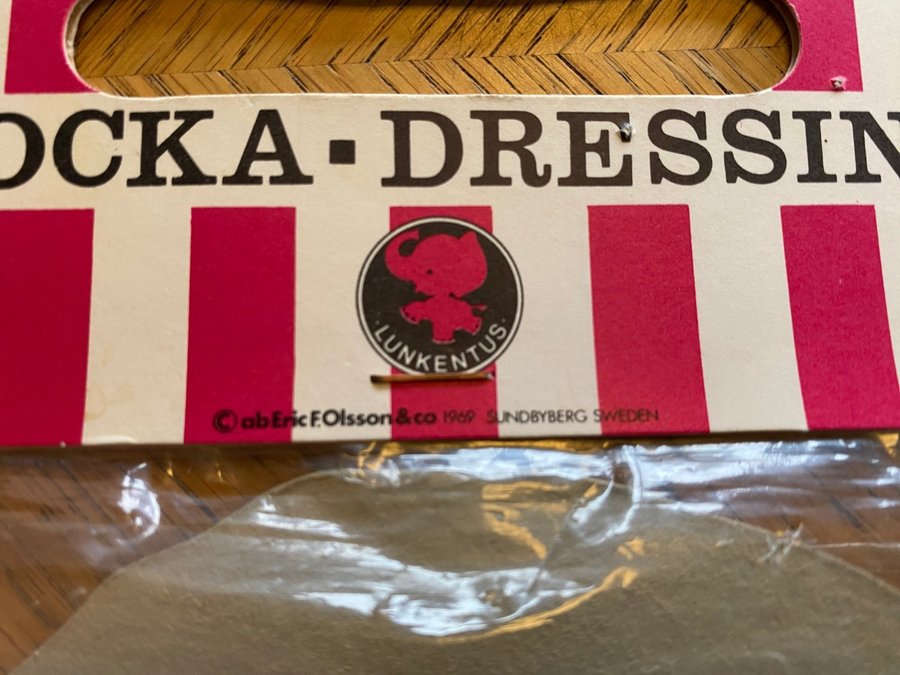 OCKA ▪ DRESSIN
·LUNKENTUS·
© ab Eric F. Olsson & co 1969 SUNDBYBERG SWEDEN